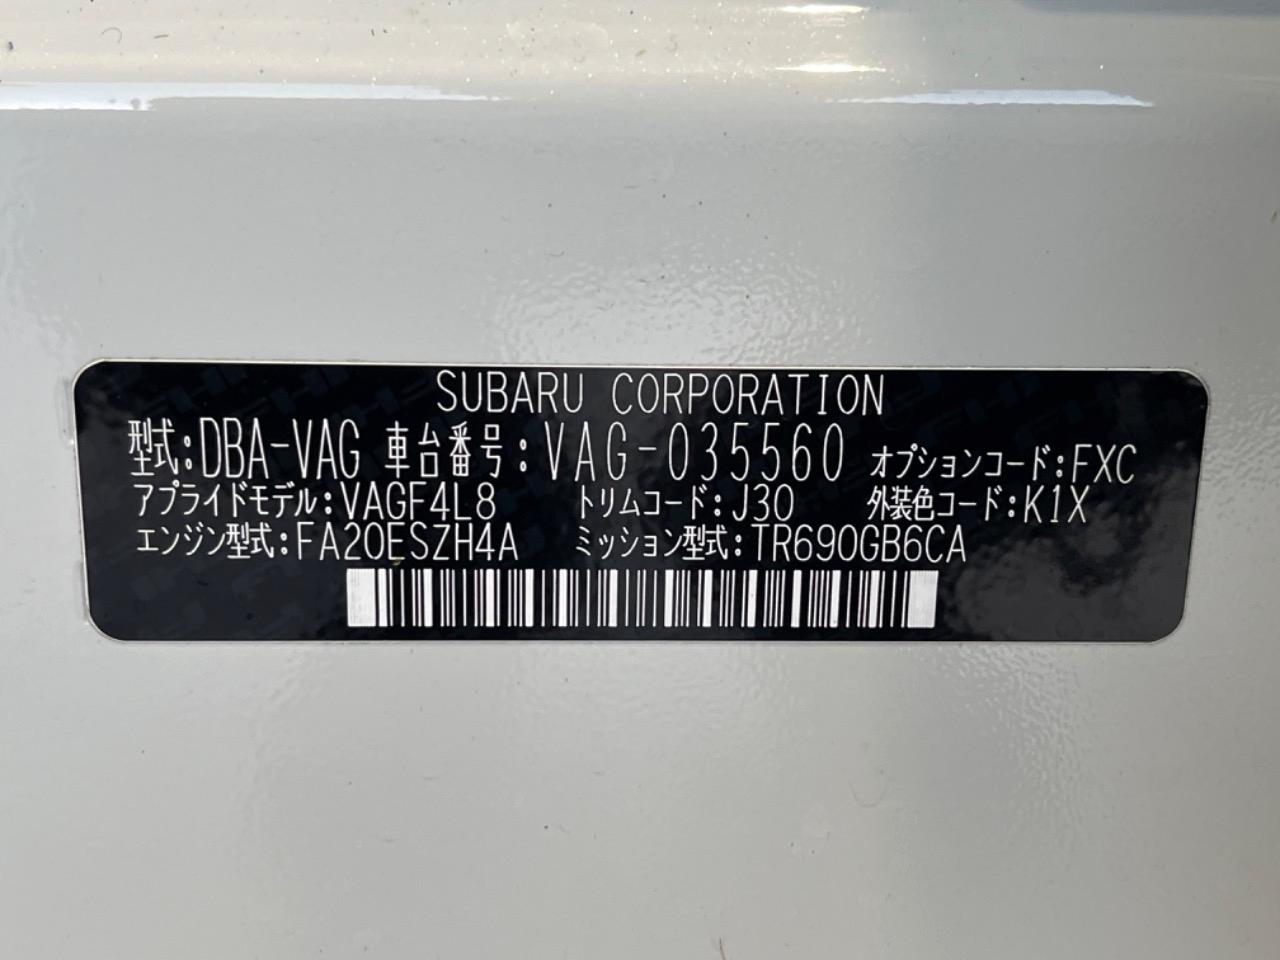 SUBARU CORPORATION
型式:DBA-VAG 車台番号:VAG-035560 オプションコード:FXC
アプライドモデル:VAGF4L8 トリムコード:J30 外装色コード:K1X
エンジン型式:FA20ESZH4A ミッション型式:TR690GB6CA